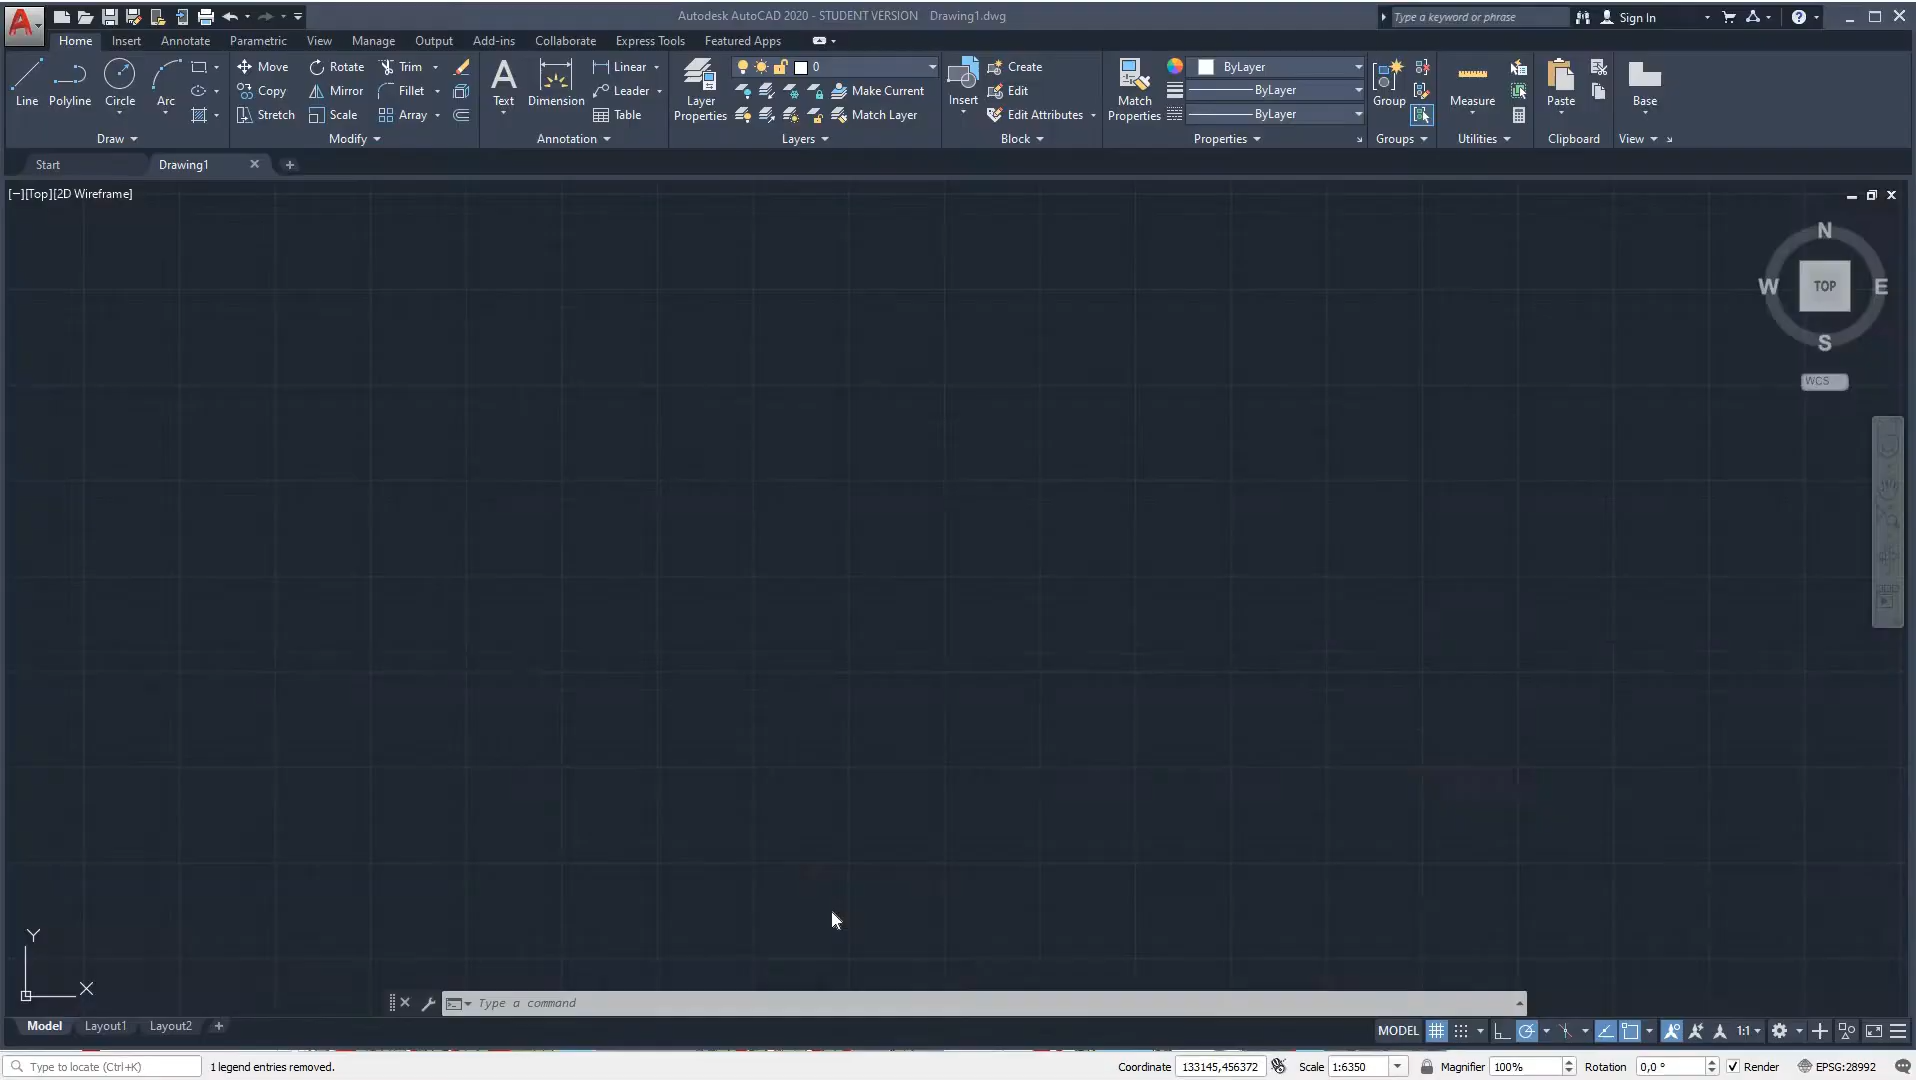 Autodesk AutoCAD 2020 - STUDENT VERSION Drawing1.dwg
Type a keyword or phrase
Sign In
Home Insert Annotate Parametric View Manage Output Add-ins Collaborate Express Tools Featured Apps
Line Polyline Circle Arc
Move Rotate Trim
Copy Mirror Fillet
Stretch Scale Array
Text Dimension
Linear
Leader
Table
Layer
Properties
0
Make Current
Match Layer
Insert
Create
Edit
Edit Attributes
Match
Properties
ByLayer
ByLayer
ByLayer
Group
Measure
Paste
Base
Draw Modify Annotation Layers Block Properties Groups Utilities Clipboard View
Start Drawing1
[−][Top][2D Wireframe]
N
W TOP E
S
WCS
Y
X
Type a command
Model Layout1 Layout2 +
MODEL 1:1
Type to locate (Ctrl+K) 1 legend entries removed. Coordinate 133145,456372 Scale 1:6350 Magnifier 100% Rotation 0,0 ° Render EPSG:28992